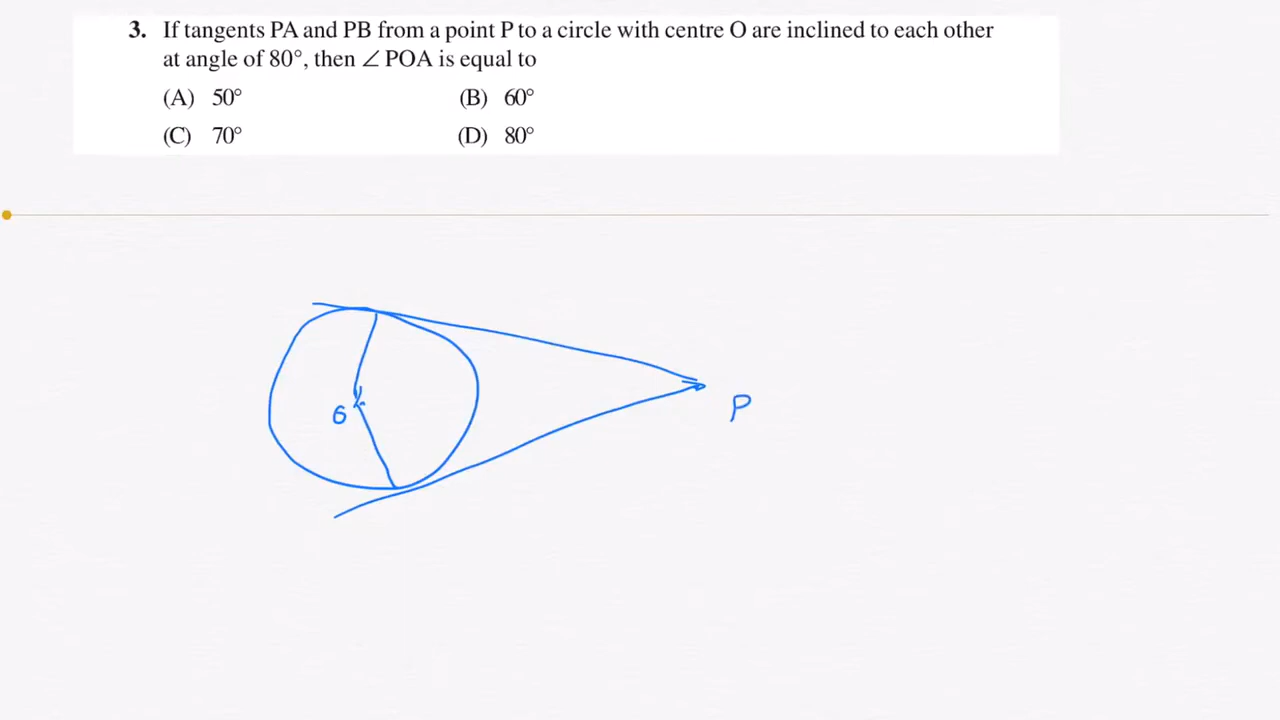 3. If tangents PA and PB from a point P to a circle with centre O are inclined to each other
at angle of 80°, then ∠ POA is equal to
(A) 50° (B) 60°
(C) 70° (D) 80°
O
P